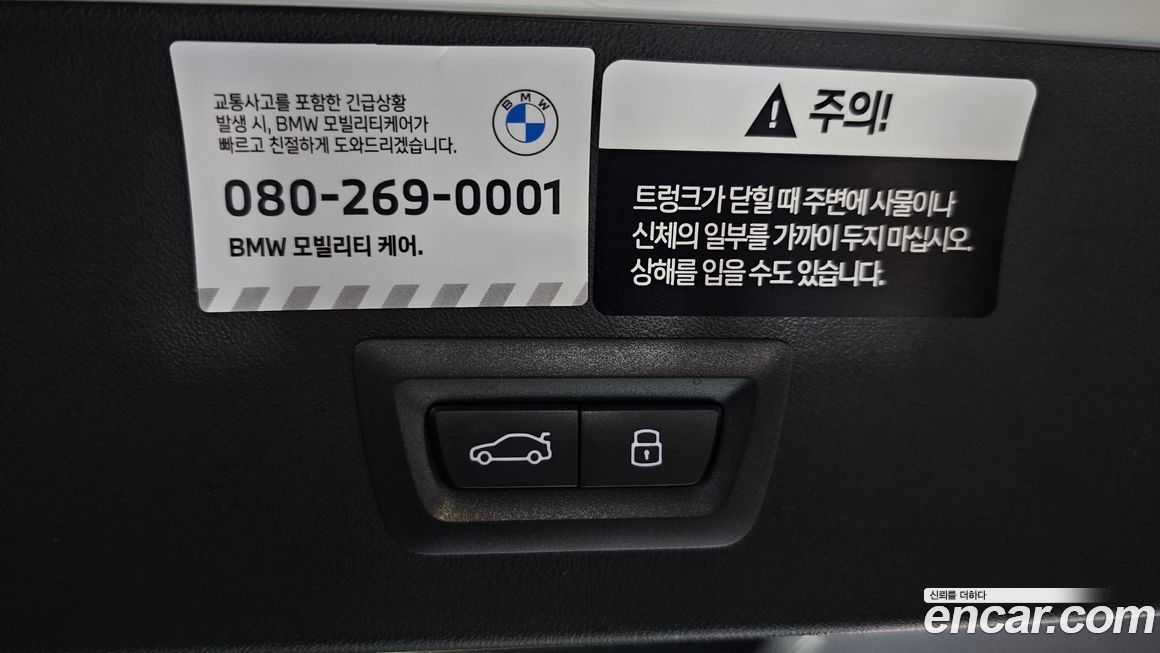 교통사고를 포함한 긴급상황
발생 시, BMW 모빌리티케어가
빠르고 친절하게 도와드리겠습니다.
BMW
080-269-0001
BMW 모빌리티 케어.
주의!
트렁크가 닫힐 때 주변에 사물이나
신체의 일부를 가까이 두지 마십시오.
상해를 입을 수도 있습니다.
신뢰를 더하다
encar.com